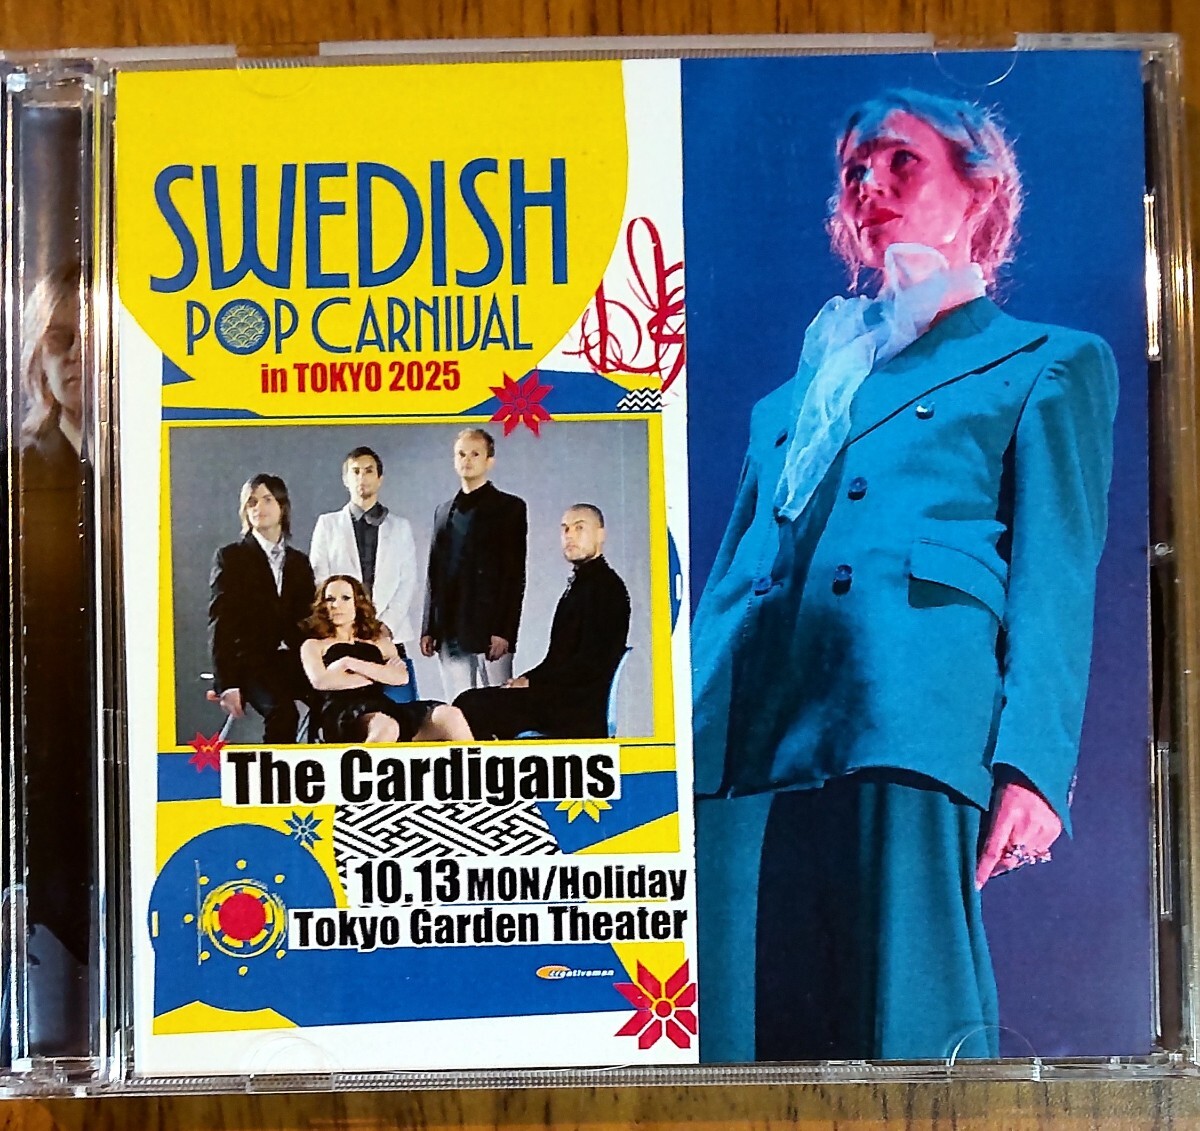 SWEDISH
POP CARNIVAL
in TOKYO 2025
The Cardigans
10.13 MON/Holiday
Tokyo Garden Theater
creativeman